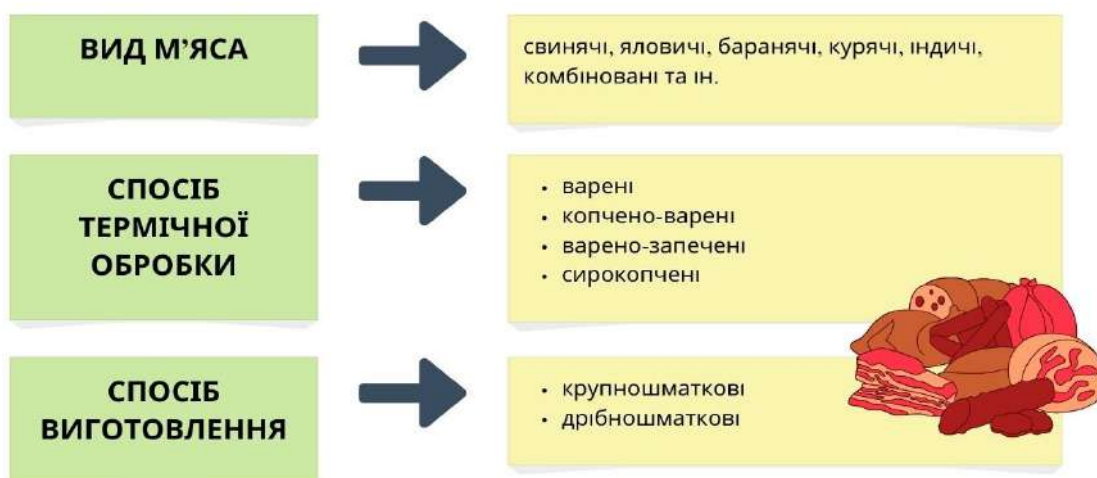 ВИД М’ЯСА
свинячі, яловичі, баранячі, курячі, індичі,
комбіновані та ін.
СПОСІБ
ТЕРМІЧНОЇ
ОБРОБКИ
• варені
• копчено-варені
• варено-запечені
• сирокопчені
СПОСІБ
ВИГОТОВЛЕННЯ
• крупношматкові
• дрібношматкові